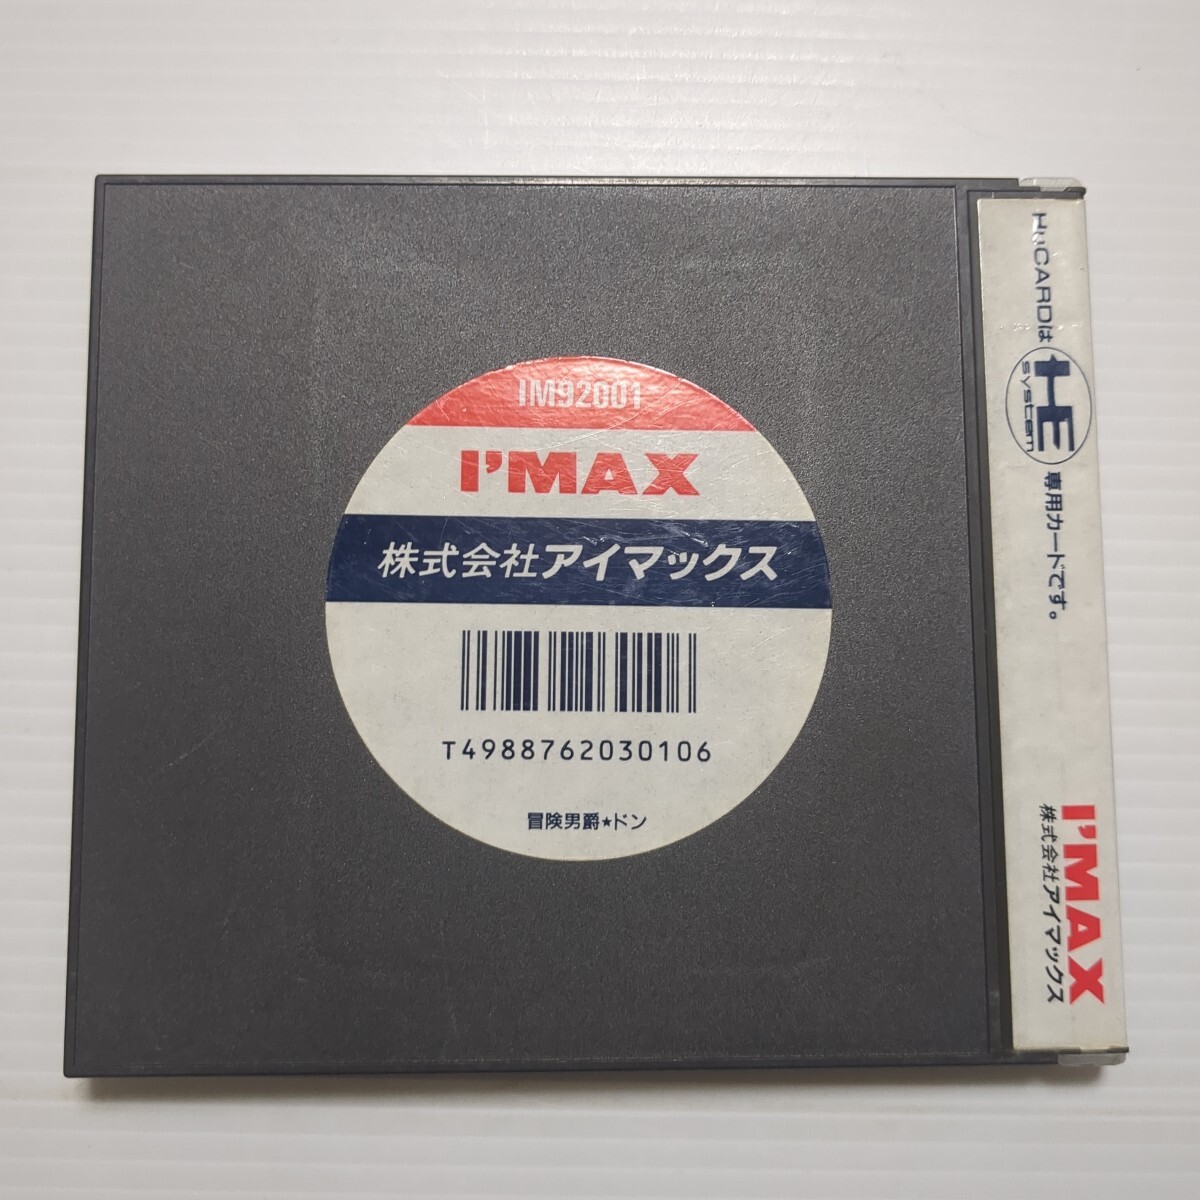 IM92001
I'MAX
株式会社アイマックス
T4988762030106
冒険男爵★ドン
HuCARDは HE system 専用カードです。
I'MAX
株式会社アイマックス